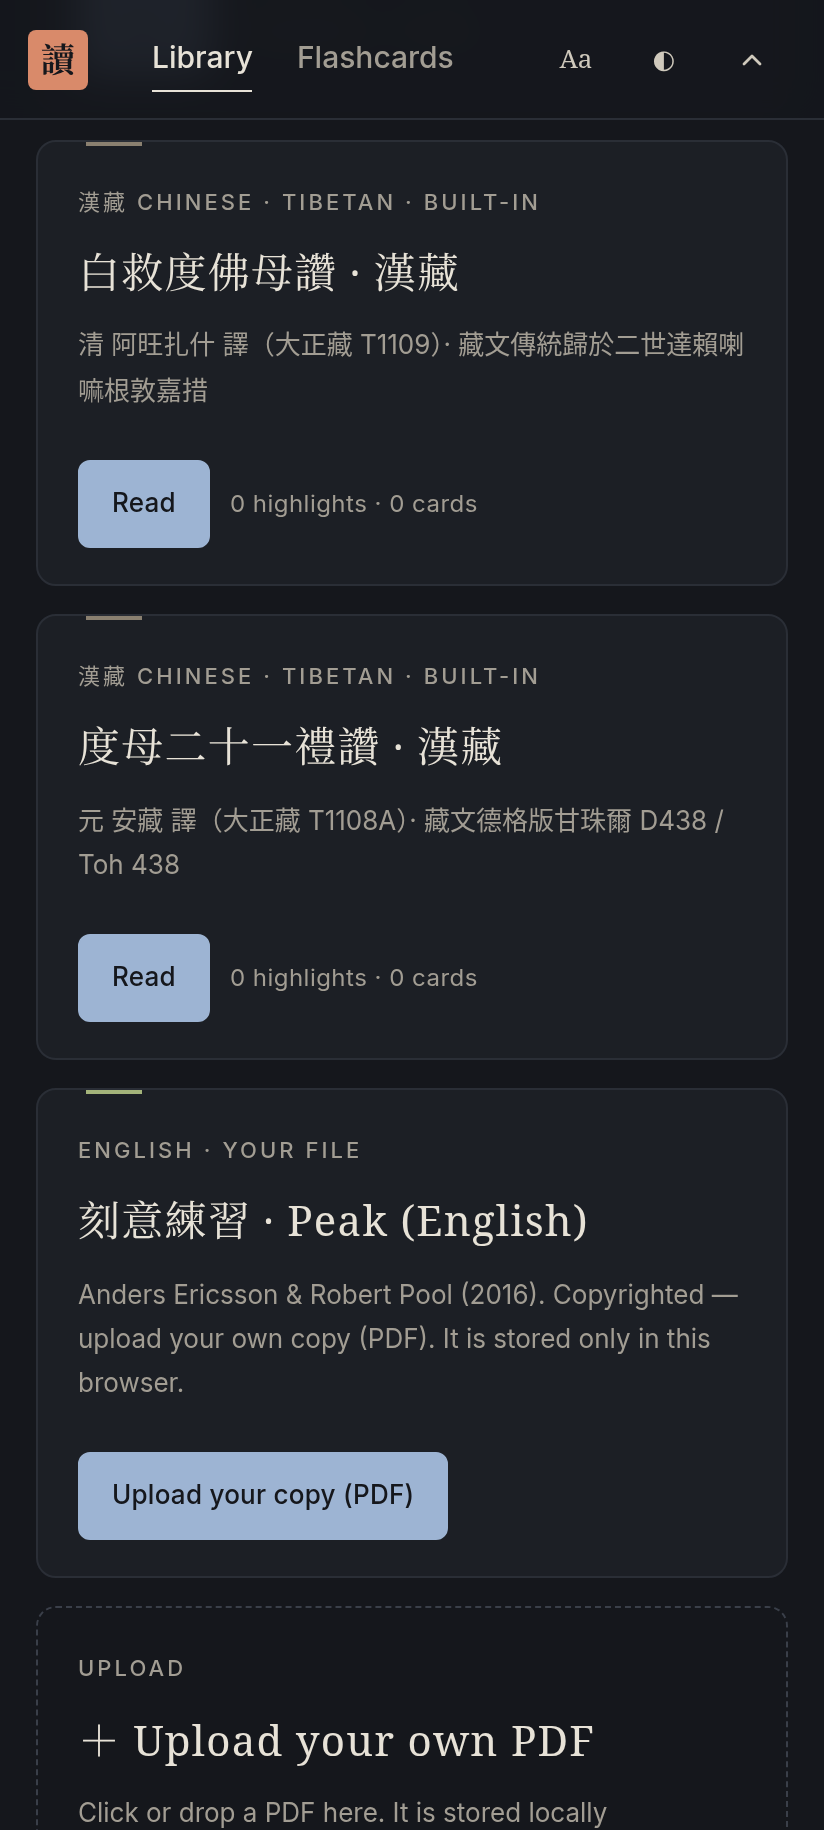 讀 Library Flashcards Aa
漢藏 CHINESE · TIBETAN · BUILT-IN
白救度佛母讚 · 漢藏
清 阿旺扎什 譯（大正藏 T1109）· 藏文傳統歸於二世達賴喇
嘛根敦嘉措
Read 0 highlights · 0 cards
漢藏 CHINESE · TIBETAN · BUILT-IN
度母二十一禮讚 · 漢藏
元 安藏 譯（大正藏 T1108A）· 藏文德格版甘珠爾 D438 /
Toh 438
Read 0 highlights · 0 cards
ENGLISH · YOUR FILE
刻意練習 · Peak (English)
Anders Ericsson & Robert Pool (2016). Copyrighted —
upload your own copy (PDF). It is stored only in this
browser.
Upload your copy (PDF)
UPLOAD
＋ Upload your own PDF
Click or drop a PDF here. It is stored locally